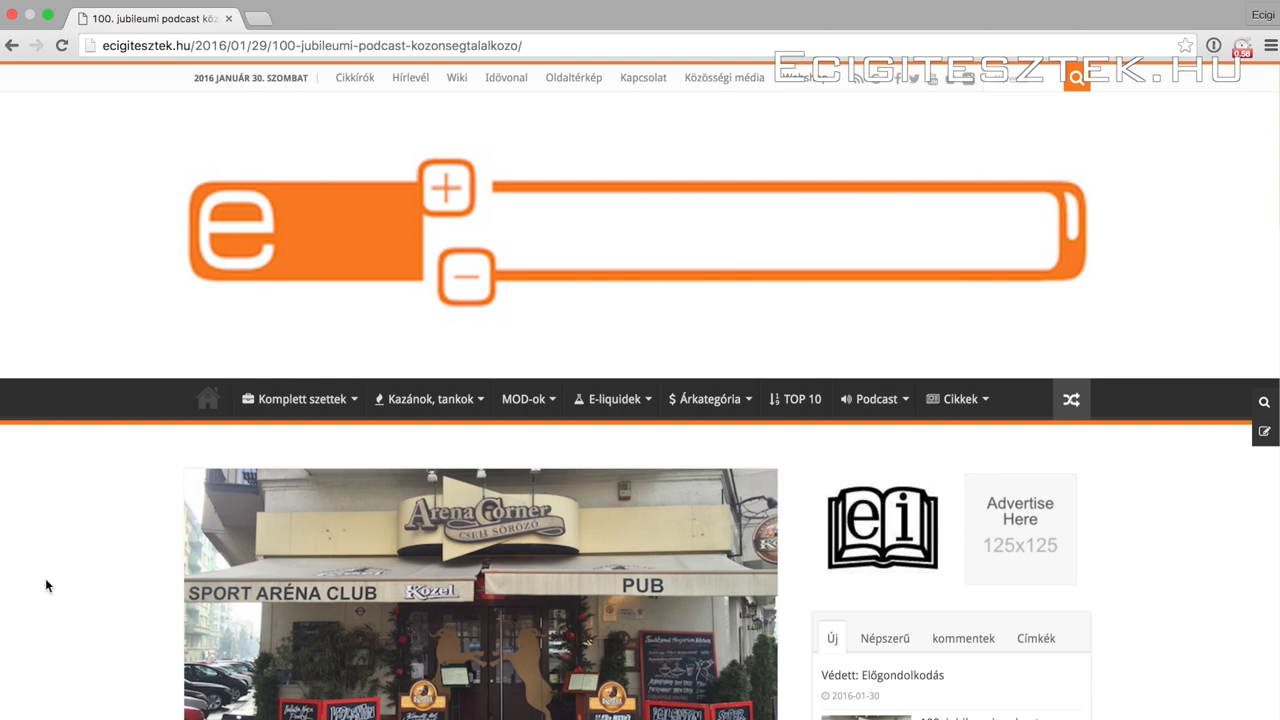 100. jubileumi podcast köz
Ecigi
ecigitesztek.hu/2016/01/29/100-jubileumi-podcast-kozonsegtalalkozo/
0.58
ECIGITESZTEK.HU
2016 JANUÁR 30. SZOMBAT
Cikkírók
Hírlevél
Wiki
Idővonal
Oldaltérkép
Kapcsolat
Közösségi média
Webshop
e
Komplett szettek
Kazánok, tankok
MOD-ok
E-liquidek
Árkategória
TOP 10
Podcast
Cikkek
Arena Corner
CSEH SÖRÖZŐ
SPORT ARÉNA CLUB
Kozel
PUB
ei
Advertise
Here
125x125
Új
Népszerű
kommentek
Címkék
Védett: Előgondolkodás
2016-01-30